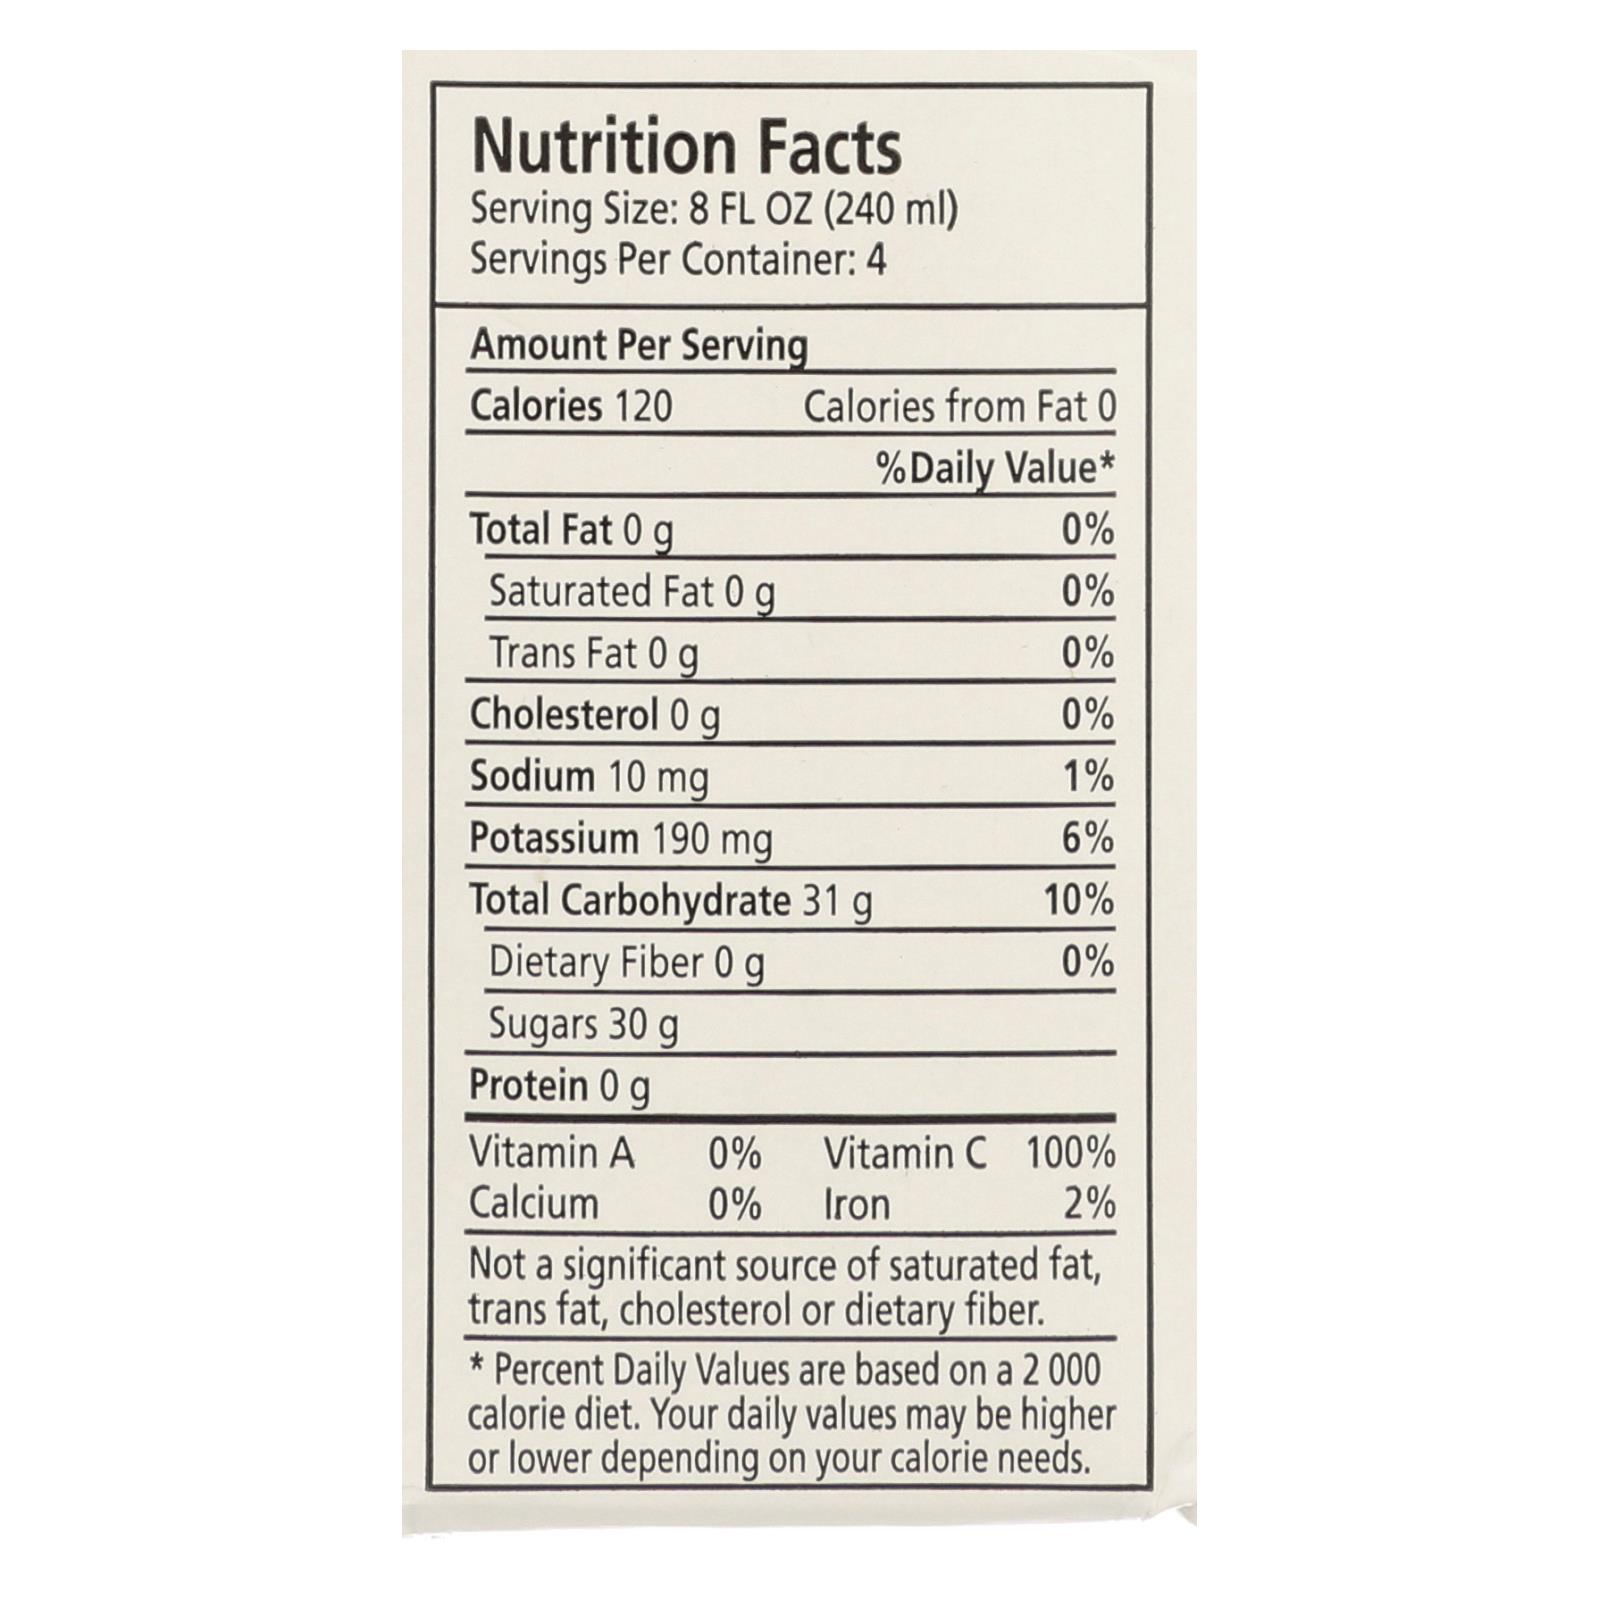 Nutrition Facts
Serving Size: 8 FL OZ (240 ml)
Servings Per Container: 4
Amount Per Serving
Calories 120 Calories from Fat 0
%Daily Value*
Total Fat 0 g 0%
Saturated Fat 0 g 0%
Trans Fat 0 g 0%
Cholesterol 0 g 0%
Sodium 10 mg 1%
Potassium 190 mg 6%
Total Carbohydrate 31 g 10%
Dietary Fiber 0 g 0%
Sugars 30 g
Protein 0 g
Vitamin A 0% Vitamin C 100%
Calcium 0% Iron 2%
Not a significant source of saturated fat,
trans fat, cholesterol or dietary fiber.
* Percent Daily Values are based on a 2 000
calorie diet. Your daily values may be higher
or lower depending on your calorie needs.